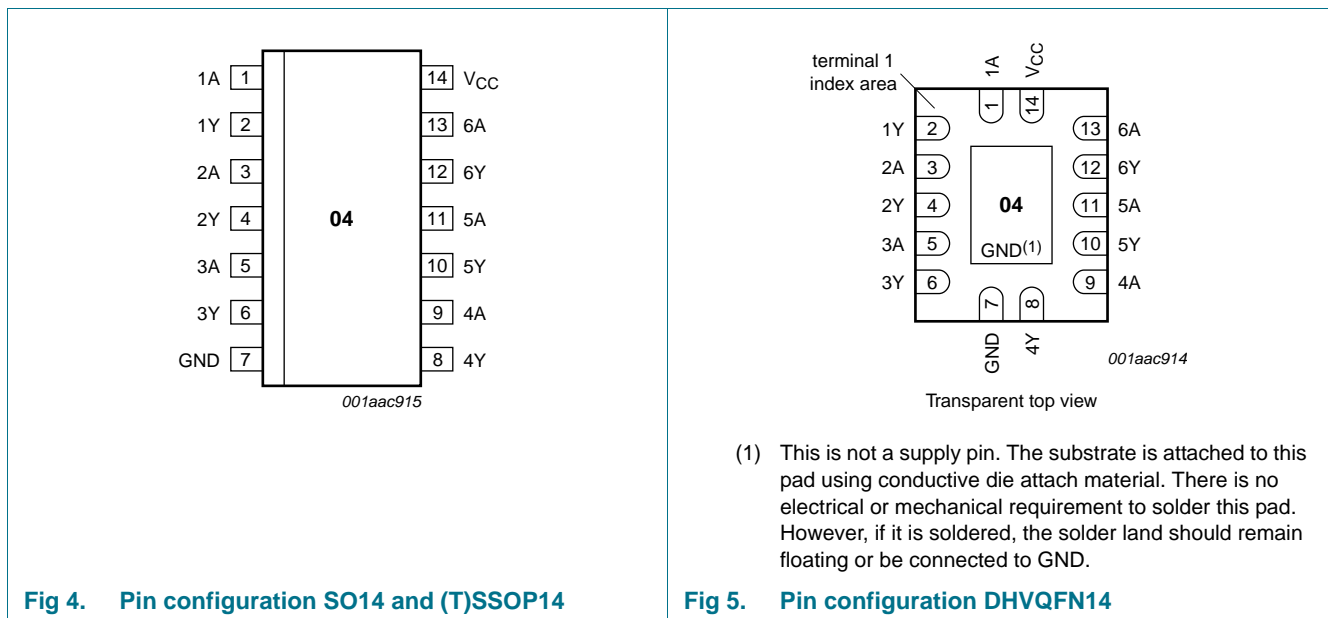 1A 1 14 VCC
1Y 2 13 6A
2A 3 12 6Y
2Y 4 04 11 5A
3A 5 10 5Y
3Y 6 9 4A
GND 7 8 4Y
001aac915
Fig 4. Pin configuration SO14 and (T)SSOP14
terminal 1
index area
1A VCC
1 14
1Y 2 13 6A
2A 3 12 6Y
2Y 4 04 11 5A
3A 5 GND(1) 10 5Y
3Y 6 9 4A
7 8
GND 4Y
001aac914
Transparent top view
(1) This is not a supply pin. The substrate is attached to this
pad using conductive die attach material. There is no
electrical or mechanical requirement to solder this pad.
However, if it is soldered, the solder land should remain
floating or be connected to GND.
Fig 5. Pin configuration DHVQFN14